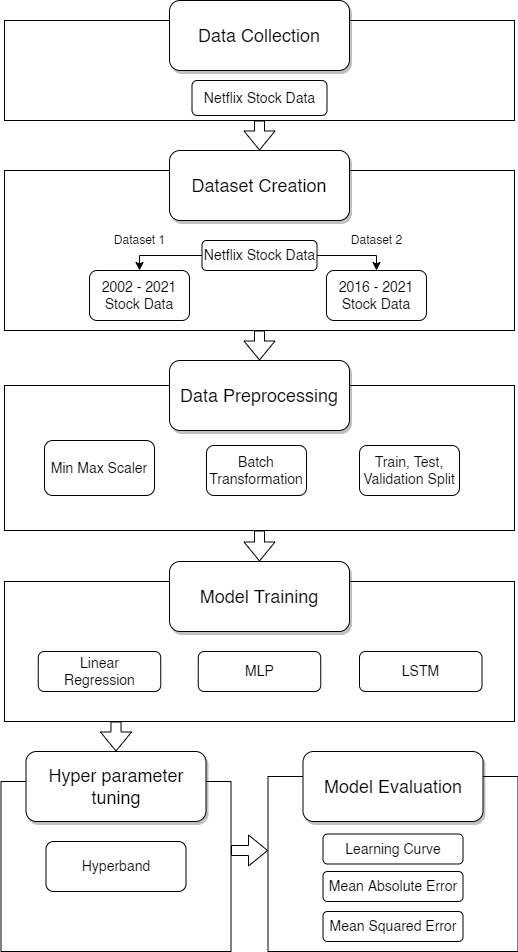 Data Collection
Netflix Stock Data
Dataset Creation
Dataset 1
Dataset 2
Netflix Stock Data
2002 - 2021
Stock Data
2016 - 2021
Stock Data
Data Preprocessing
Min Max Scaler
Batch
Transformation
Train, Test,
Validation Split
Model Training
Linear
Regression
MLP
LSTM
Hyper parameter
tuning
Hyperband
Model Evaluation
Learning Curve
Mean Absolute Error
Mean Squared Error